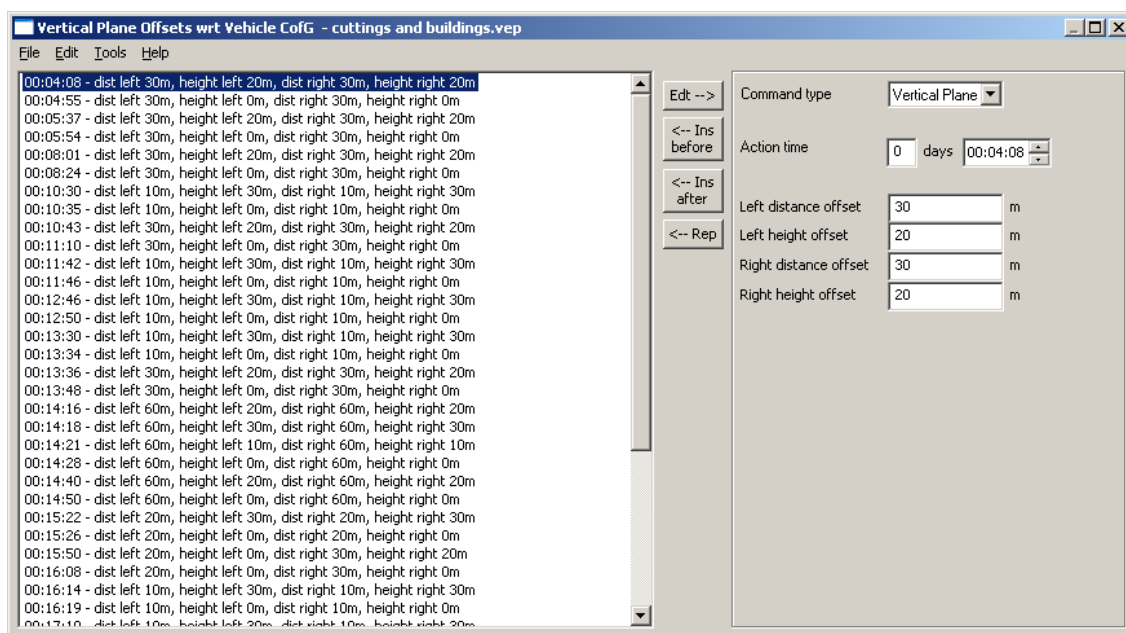 Vertical Plane Offsets wrt Vehicle CofG - cuttings and buildings.vep
File Edit Tools Help
00:04:08 - dist left 30m, height left 20m, dist right 30m, height right 20m
00:04:55 - dist left 30m, height left 0m, dist right 30m, height right 0m
00:05:37 - dist left 30m, height left 20m, dist right 30m, height right 20m
00:05:54 - dist left 30m, height left 0m, dist right 30m, height right 0m
00:08:01 - dist left 30m, height left 20m, dist right 30m, height right 20m
00:08:24 - dist left 30m, height left 0m, dist right 30m, height right 0m
00:10:30 - dist left 10m, height left 30m, dist right 10m, height right 30m
00:10:35 - dist left 10m, height left 0m, dist right 10m, height right 0m
00:10:43 - dist left 30m, height left 20m, dist right 30m, height right 20m
00:11:10 - dist left 30m, height left 0m, dist right 30m, height right 0m
00:11:42 - dist left 10m, height left 30m, dist right 10m, height right 30m
00:11:46 - dist left 10m, height left 0m, dist right 10m, height right 0m
00:12:46 - dist left 10m, height left 30m, dist right 10m, height right 30m
00:12:50 - dist left 10m, height left 0m, dist right 10m, height right 0m
00:13:30 - dist left 10m, height left 30m, dist right 10m, height right 30m
00:13:34 - dist left 10m, height left 0m, dist right 10m, height right 0m
00:13:36 - dist left 30m, height left 20m, dist right 30m, height right 20m
00:13:48 - dist left 30m, height left 0m, dist right 30m, height right 0m
00:14:16 - dist left 60m, height left 20m, dist right 60m, height right 20m
00:14:18 - dist left 60m, height left 30m, dist right 60m, height right 30m
00:14:21 - dist left 60m, height left 10m, dist right 60m, height right 10m
00:14:28 - dist left 60m, height left 0m, dist right 60m, height right 0m
00:14:40 - dist left 60m, height left 20m, dist right 60m, height right 20m
00:14:50 - dist left 60m, height left 0m, dist right 60m, height right 0m
00:15:22 - dist left 20m, height left 30m, dist right 20m, height right 30m
00:15:26 - dist left 20m, height left 0m, dist right 20m, height right 0m
00:15:50 - dist left 20m, height left 0m, dist right 30m, height right 20m
00:16:08 - dist left 20m, height left 0m, dist right 30m, height right 0m
00:16:14 - dist left 10m, height left 30m, dist right 10m, height right 30m
00:16:19 - dist left 10m, height left 0m, dist right 10m, height right 0m
00:17:10 - dist left 10m, height left 30m, dist right 10m, height right 30m
Edt -->
<-- Ins
before
<-- Ins
after
<-- Rep
Command type Vertical Plane
Action time 0 days 00:04:08
Left distance offset 30 m
Left height offset 20 m
Right distance offset 30 m
Right height offset 20 m